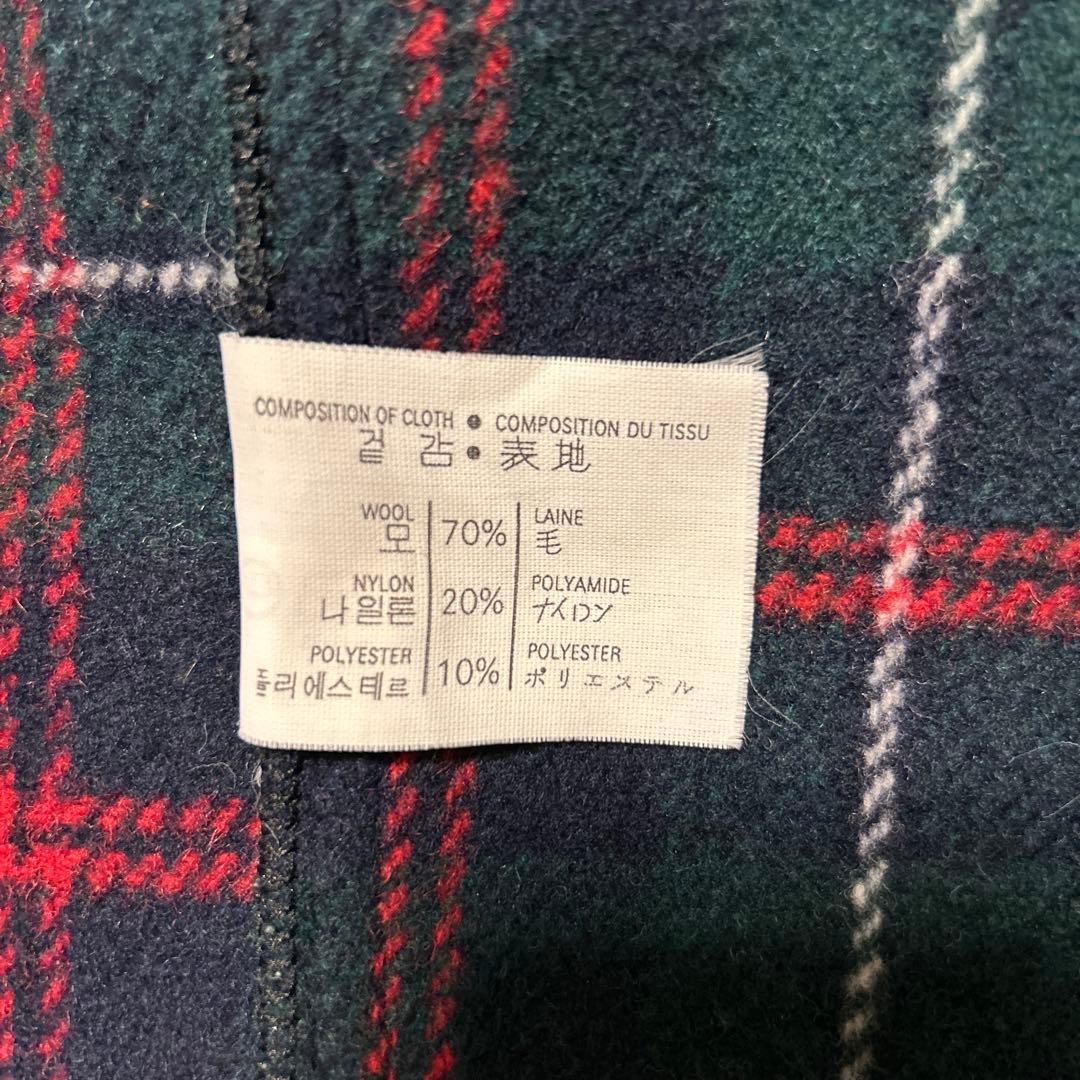 COMPOSITION OF CLOTH • COMPOSITION DU TISSU
겉 감 • 表地
WOOL 70% LAINE
모 毛
NYLON 20% POLYAMIDE
나일론 ナイロン
POLYESTER 10% POLYESTER
폴리에스테르 ポリエステル